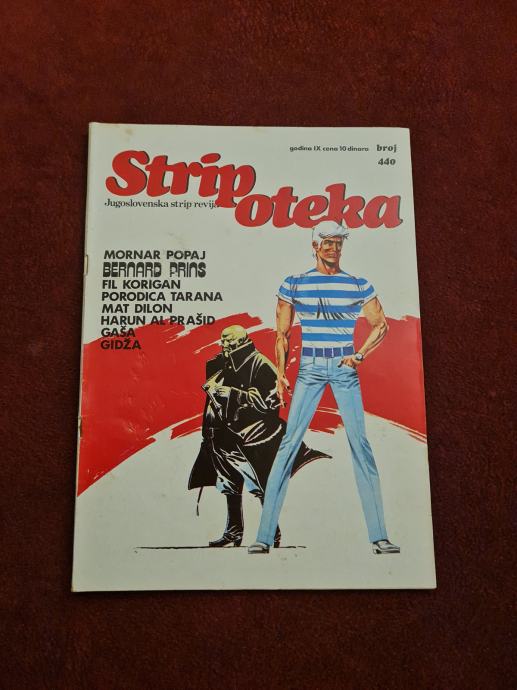 godina IX cena 10 dinara broj
440
Strip
oteka
Jugoslovenska strip revija
MORNAR POPAJ
BERNARD PRINS
FIL KORIGAN
PORODICA TARANA
MAT DILON
HARUN AL PRAŠID
GAŠA
GIDŽA